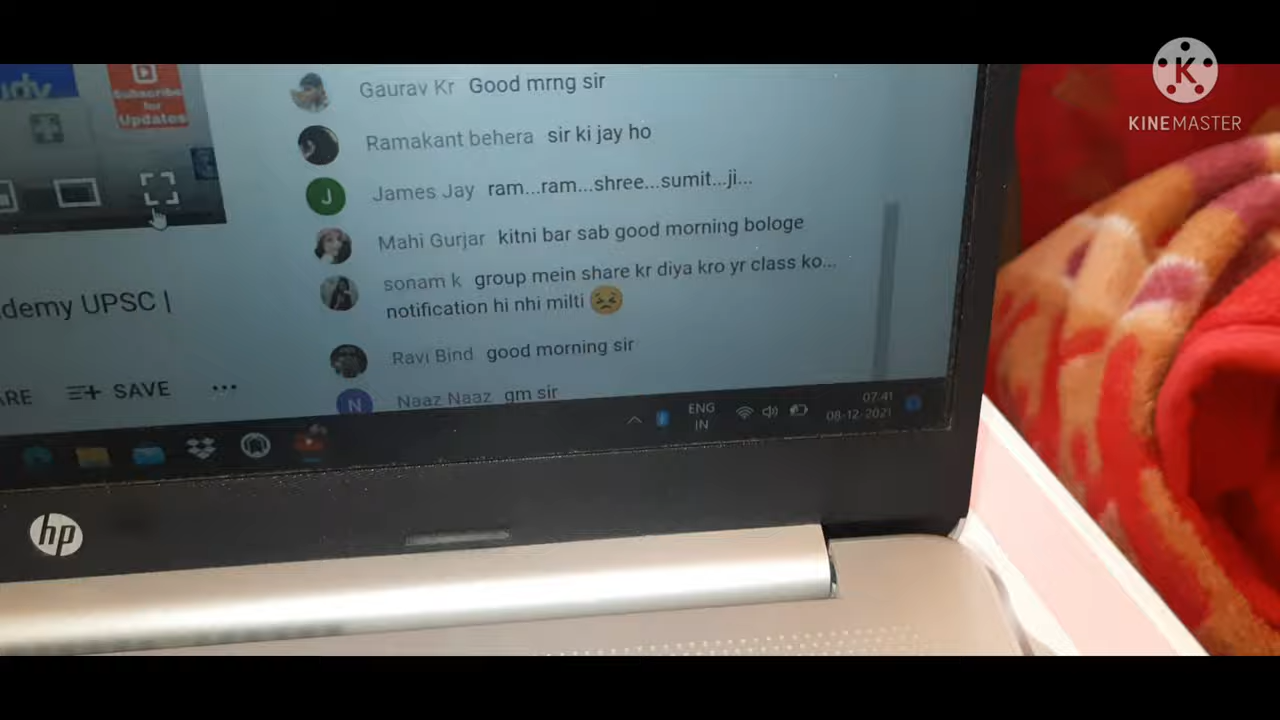 KINEMASTER
Subscribe
for
Updates
Gaurav Kr Good mrng sir
Ramakant behera sir ki jay ho
J James Jay ram...ram...shree...sumit..ji...
Mahi Gurjar kitni bar sab good morning bologe
sonam k group mein share kr diya kro yr class ko...
notification hi nhi milti
demy UPSC |
Ravi Bind good morning sir
ARE SAVE ...
N Naaz Naaz gm sir
ENG
IN
07:41
08-12-2021
hp